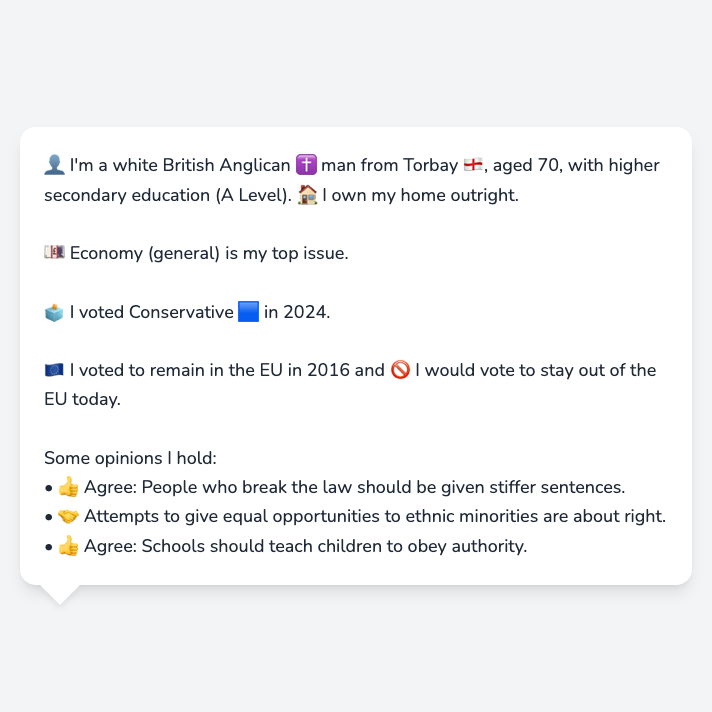 👤 I'm a white British Anglican ✝️ man from Torbay 🏴󠁧󠁢󠁥󠁮󠁧󠁿, aged 70, with higher
secondary education (A Level). 🏠 I own my home outright.
💷 Economy (general) is my top issue.
🗳️ I voted Conservative 🟦 in 2024.
🇪🇺 I voted to remain in the EU in 2016 and 🚫 I would vote to stay out of the
EU today.
Some opinions I hold:
• 👍 Agree: People who break the law should be given stiffer sentences.
• 🤝 Attempts to give equal opportunities to ethnic minorities are about right.
• 👍 Agree: Schools should teach children to obey authority.